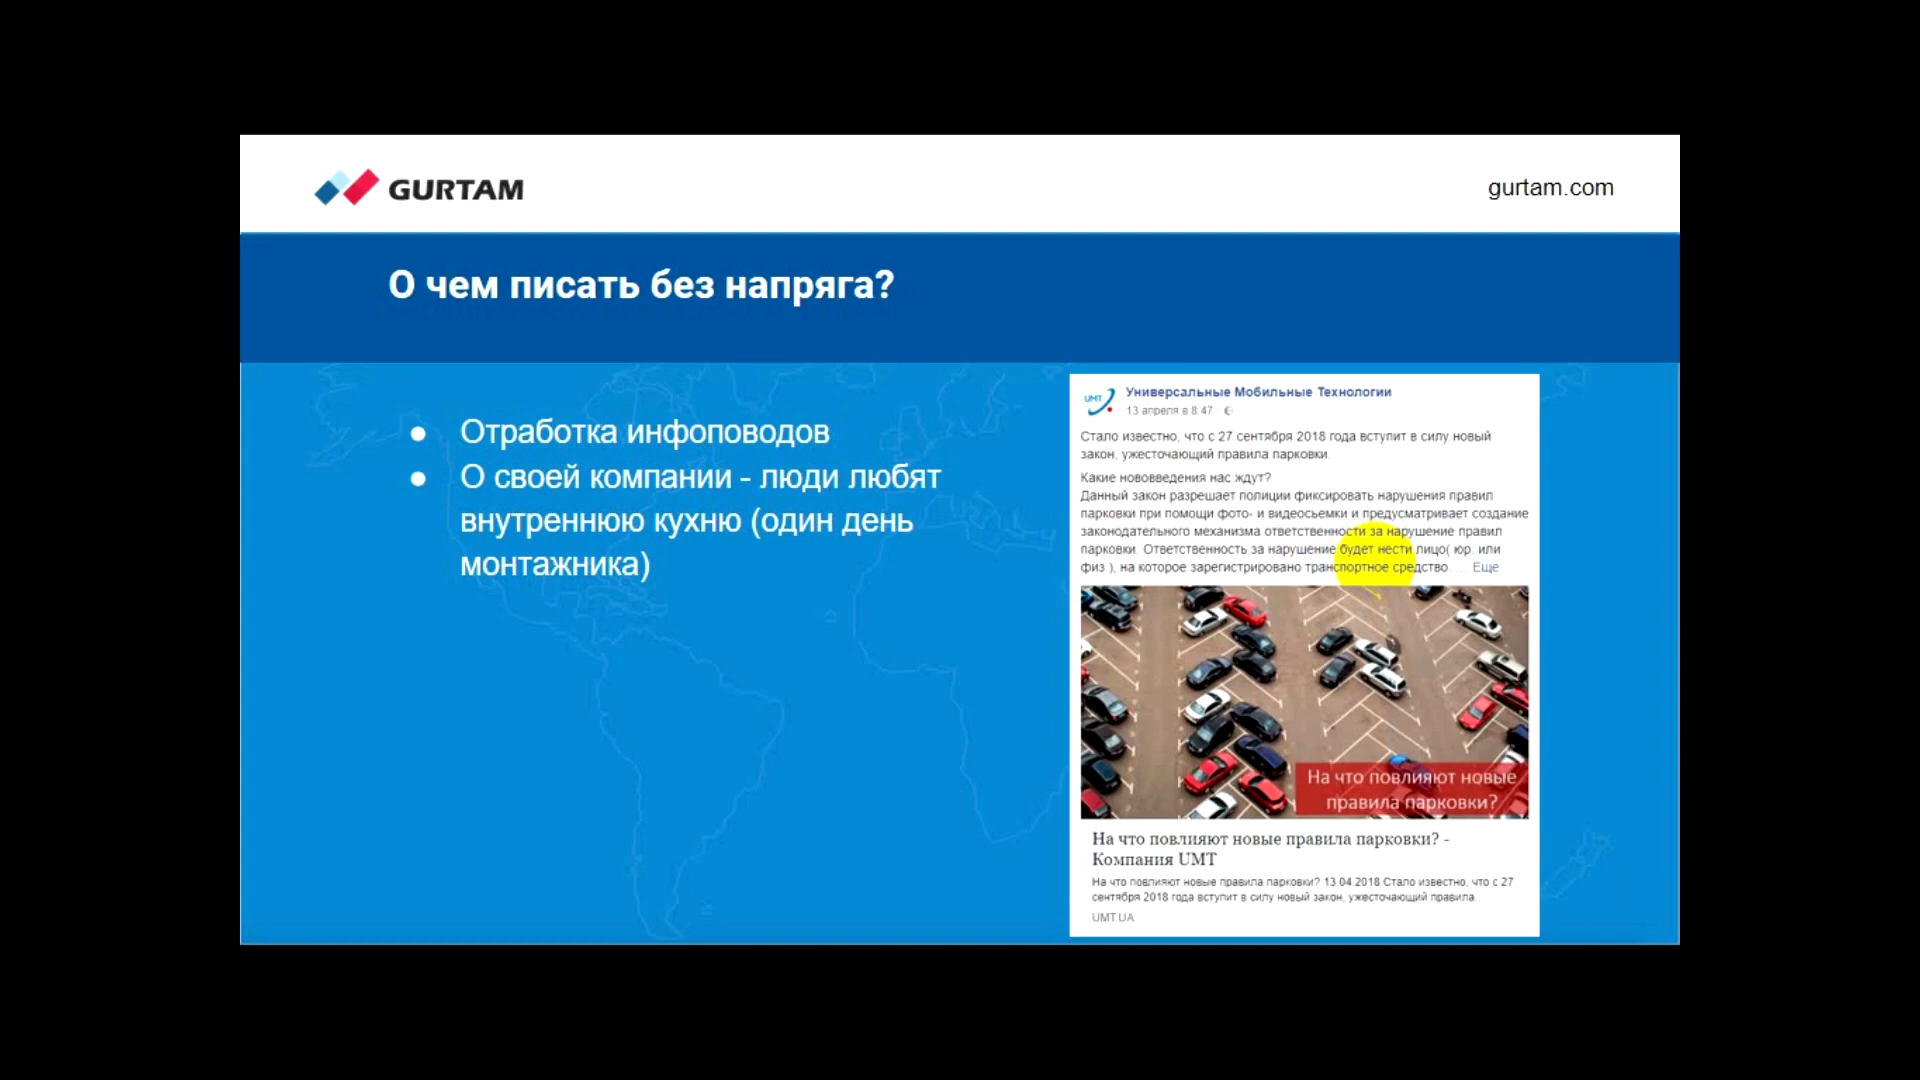 GURTAM
gurtam.com
О чем писать без напряга?
● Отработка инфоповодов
● О своей компании - люди любят
внутреннюю кухню (один день
монтажника)
UMT
Универсальные Мобильные Технологии
13 апреля в 8:47
Стало известно, что с 27 сентября 2018 года вступит в силу новый
закон, ужесточающий правила парковки.
Какие нововведения нас ждут?
Данный закон разрешает полиции фиксировать нарушения правил
парковки при помощи фото- и видеосьемки и предусматривает создание
законодательного механизма ответственности за нарушение правил
парковки. Ответственность за нарушение будет нести лицо( юр. или
физ.), на которое зарегистрировано транспортное средство. ... Еще
На что повлияют новые
правила парковки?
На что повлияют новые правила парковки? -
Компания UMT
На что повлияют новые правила парковки? 13.04.2018 Стало известно, что с 27
сентября 2018 года вступит в силу новый закон, ужесточающий правила
UMT.UA